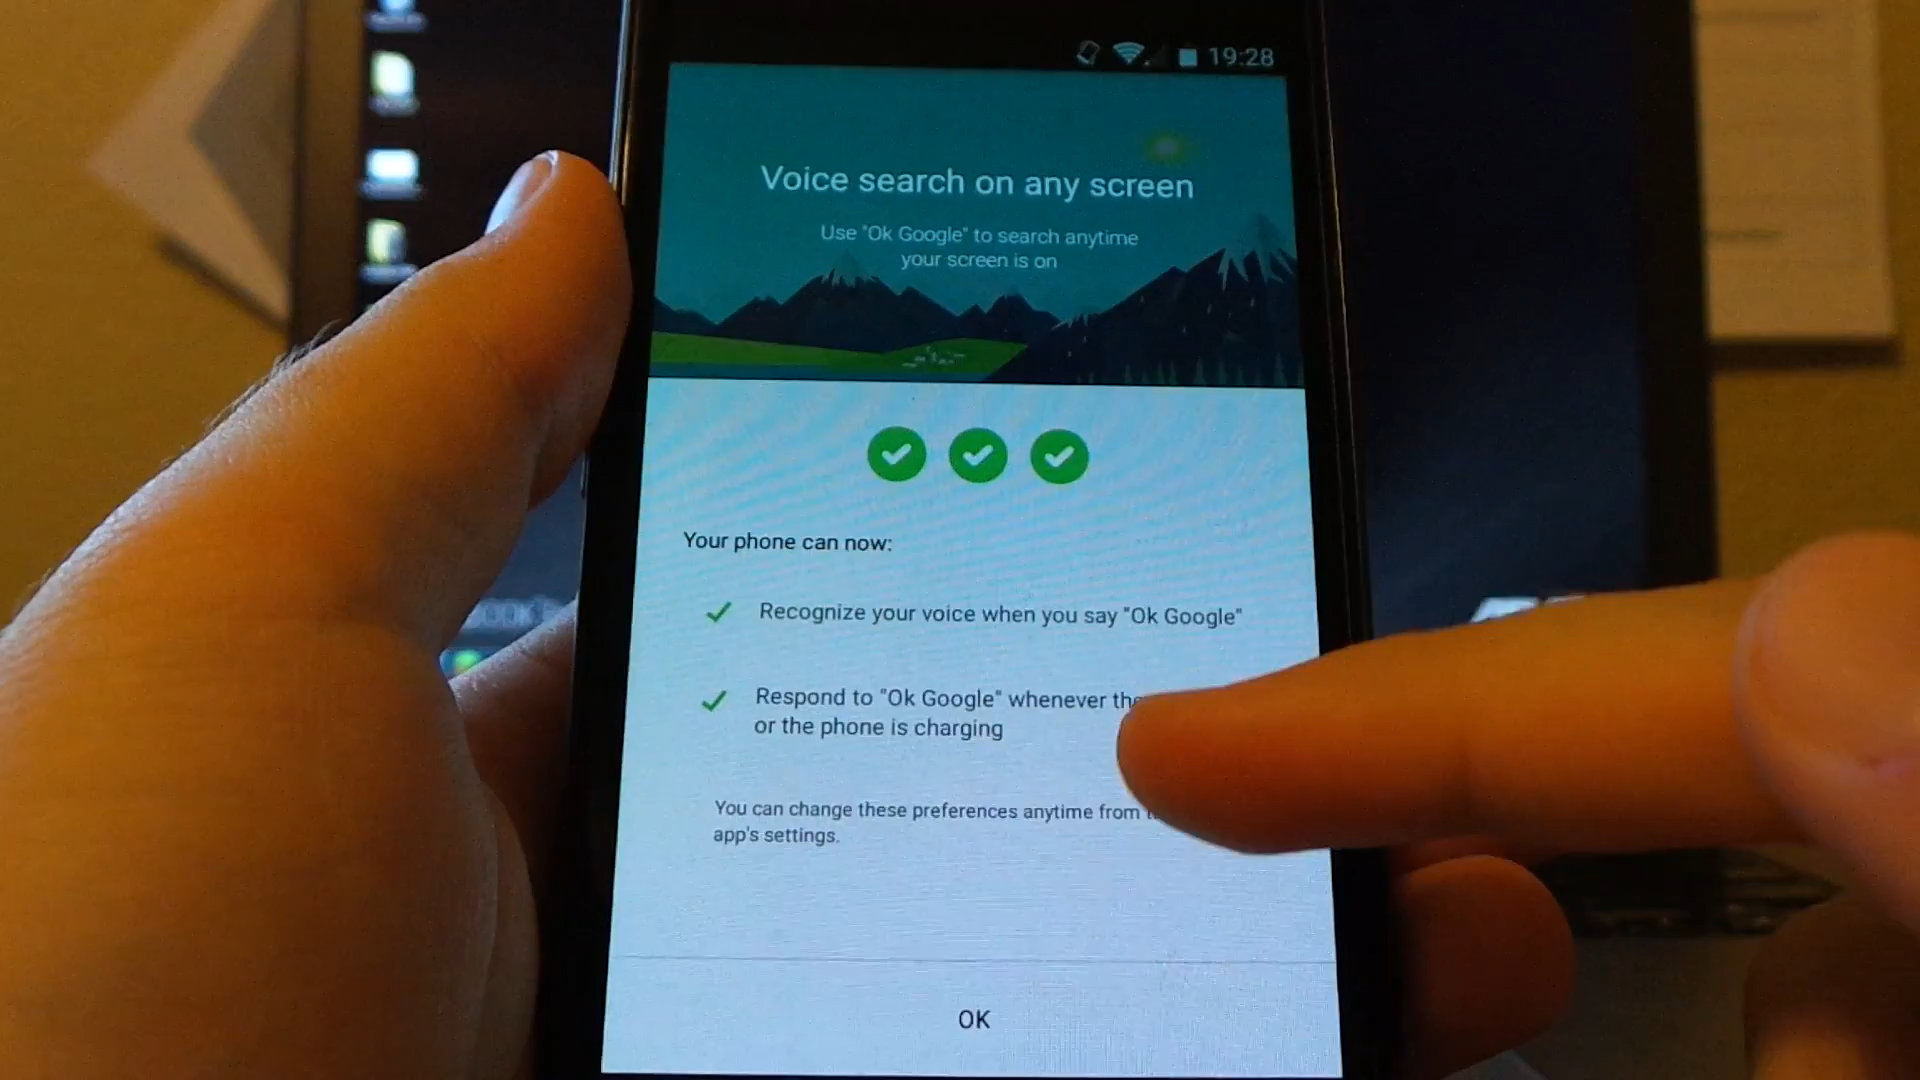 19:28
Voice search on any screen
Use "Ok Google" to search anytime
your screen is on
Your phone can now:
Recognize your voice when you say "Ok Google"
Respond to "Ok Google" whenever
or the phone is charging
You can change these preferences anytime from
app's settings.
OK